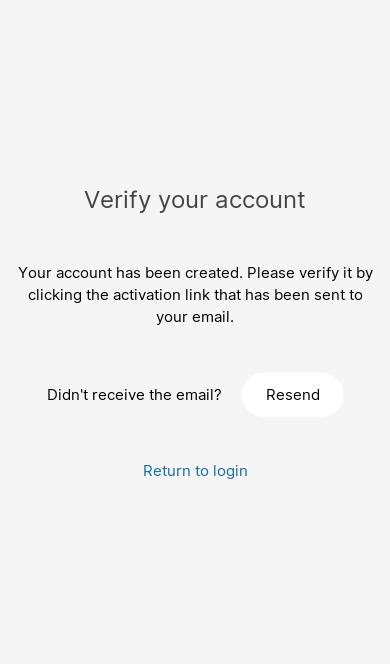 Verify your account
Your account has been created. Please verify it by
clicking the activation link that has been sent to
your email.
Didn't receive the email? Resend
Return to login